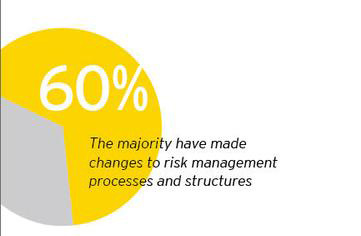 60%
The majority have made
changes to risk management
processes and structures